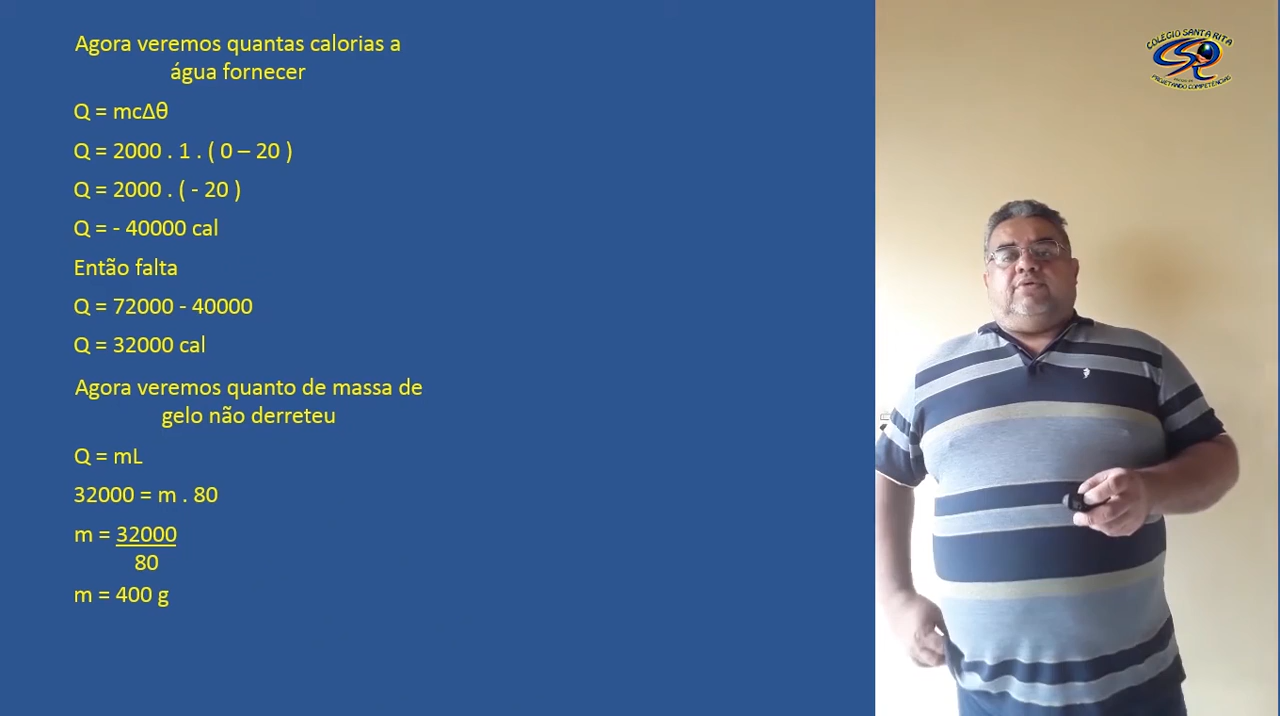 Agora veremos quantas calorias a
água fornecer
Q = mcΔθ
Q = 2000 . 1 . ( 0 – 20 )
Q = 2000 . ( - 20 )
Q = - 40000 cal
Então falta
Q = 72000 - 40000
Q = 32000 cal
Agora veremos quanto de massa de
gelo não derreteu
Q = mL
32000 = m . 80
m = 32000
80
m = 400 g
COLEGIO SANTA RITA
PROJETANDO COMPETÊNCIAS